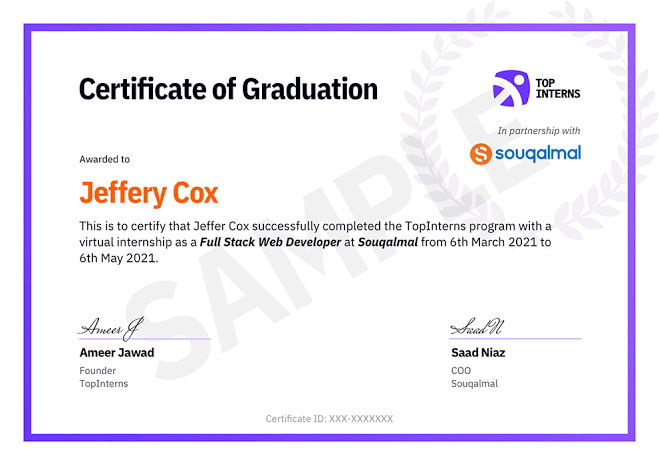 Certificate of Graduation
TOP
INTERNS
In partnership with
S souqalmal
Awarded to
Jeffery Cox
This is to certify that Jeffer Cox successfully completed the TopInterns program with a
virtual internship as a Full Stack Web Developer at Souqalmal from 6th March 2021 to
6th May 2021.
SAMPLE
Ameer J
Saad N
Ameer Jawad
Saad Niaz
Founder
COO
TopInterns
Souqalmal
Certificate ID: XXX-XXXXXXX